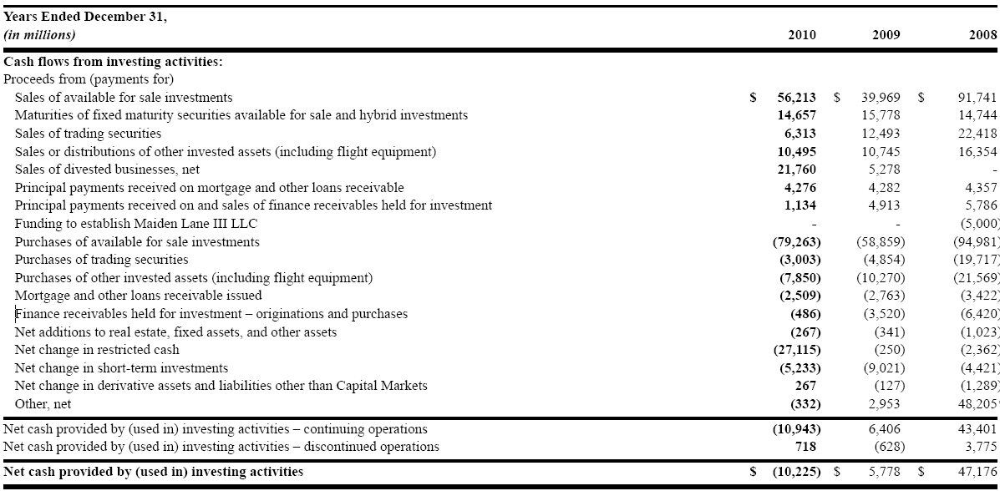 Years Ended December 31,
(in millions) 2010 2009 2008
Cash flows from investing activities:
Proceeds from (payments for)
Sales of available for sale investments $ 56,213 $ 39,969 $ 91,741
Maturities of fixed maturity securities available for sale and hybrid investments 14,657 15,778 14,744
Sales of trading securities 6,313 12,493 22,418
Sales or distributions of other invested assets (including flight equipment) 10,495 10,745 16,354
Sales of divested businesses, net 21,760 5,278 -
Principal payments received on mortgage and other loans receivable 4,276 4,282 4,357
Principal payments received on and sales of finance receivables held for investment 1,134 4,913 5,786
Funding to establish Maiden Lane III LLC - - (5,000)
Purchases of available for sale investments (79,263) (58,859) (94,981)
Purchases of trading securities (3,003) (4,854) (19,717)
Purchases of other invested assets (including flight equipment) (7,850) (10,270) (21,569)
Mortgage and other loans receivable issued (2,509) (2,763) (3,422)
Finance receivables held for investment – originations and purchases (486) (3,520) (6,420)
Net additions to real estate, fixed assets, and other assets (267) (341) (1,023)
Net change in restricted cash (27,115) (250) (2,362)
Net change in short-term investments (5,233) (9,021) (4,421)
Net change in derivative assets and liabilities other than Capital Markets 267 (127) (1,289)
Other, net (332) 2,953 48,205
Net cash provided by (used in) investing activities – continuing operations (10,943) 6,406 43,401
Net cash provided by (used in) investing activities – discontinued operations 718 (628) 3,775
Net cash provided by (used in) investing activities $ (10,225) $ 5,778 $ 47,176